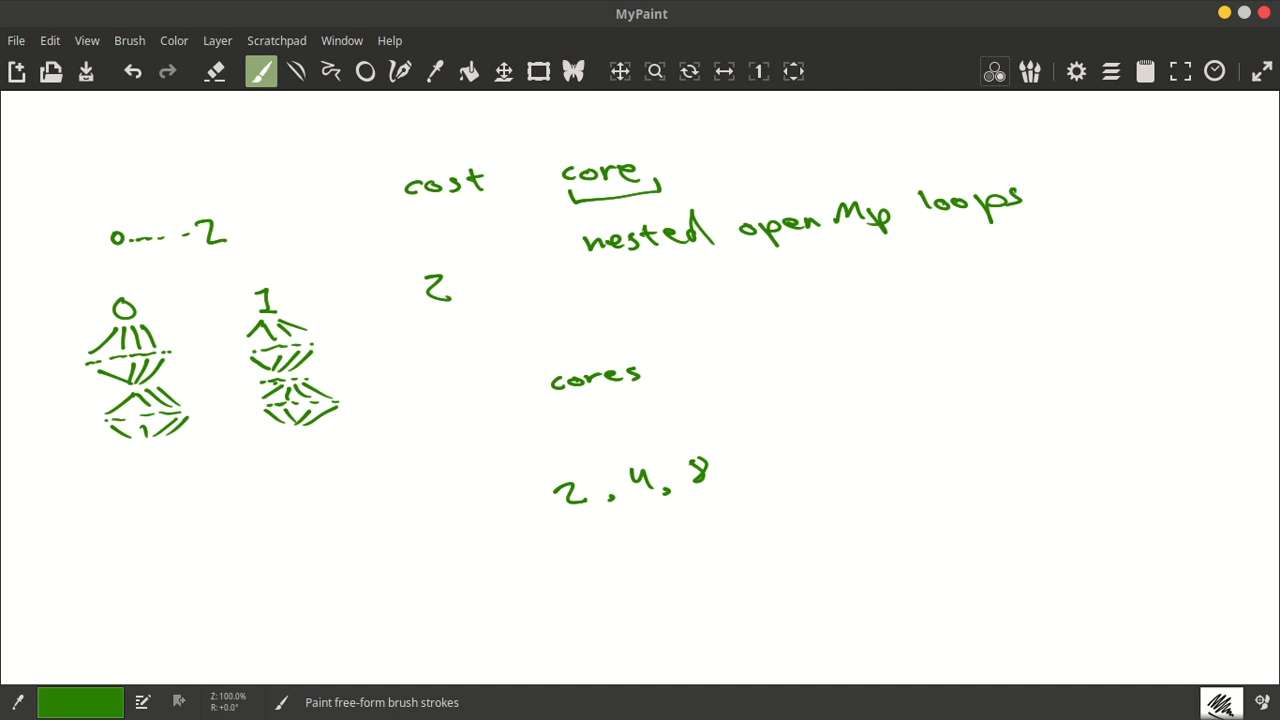 MyPaint
File Edit View Brush Color Layer Scratchpad Window Help
cost core
nested openMp loops
0.... .2
0 1
2
cores
2, 4, 8
Z: 100.0%
R: +0.0°
Paint free-form brush strokes